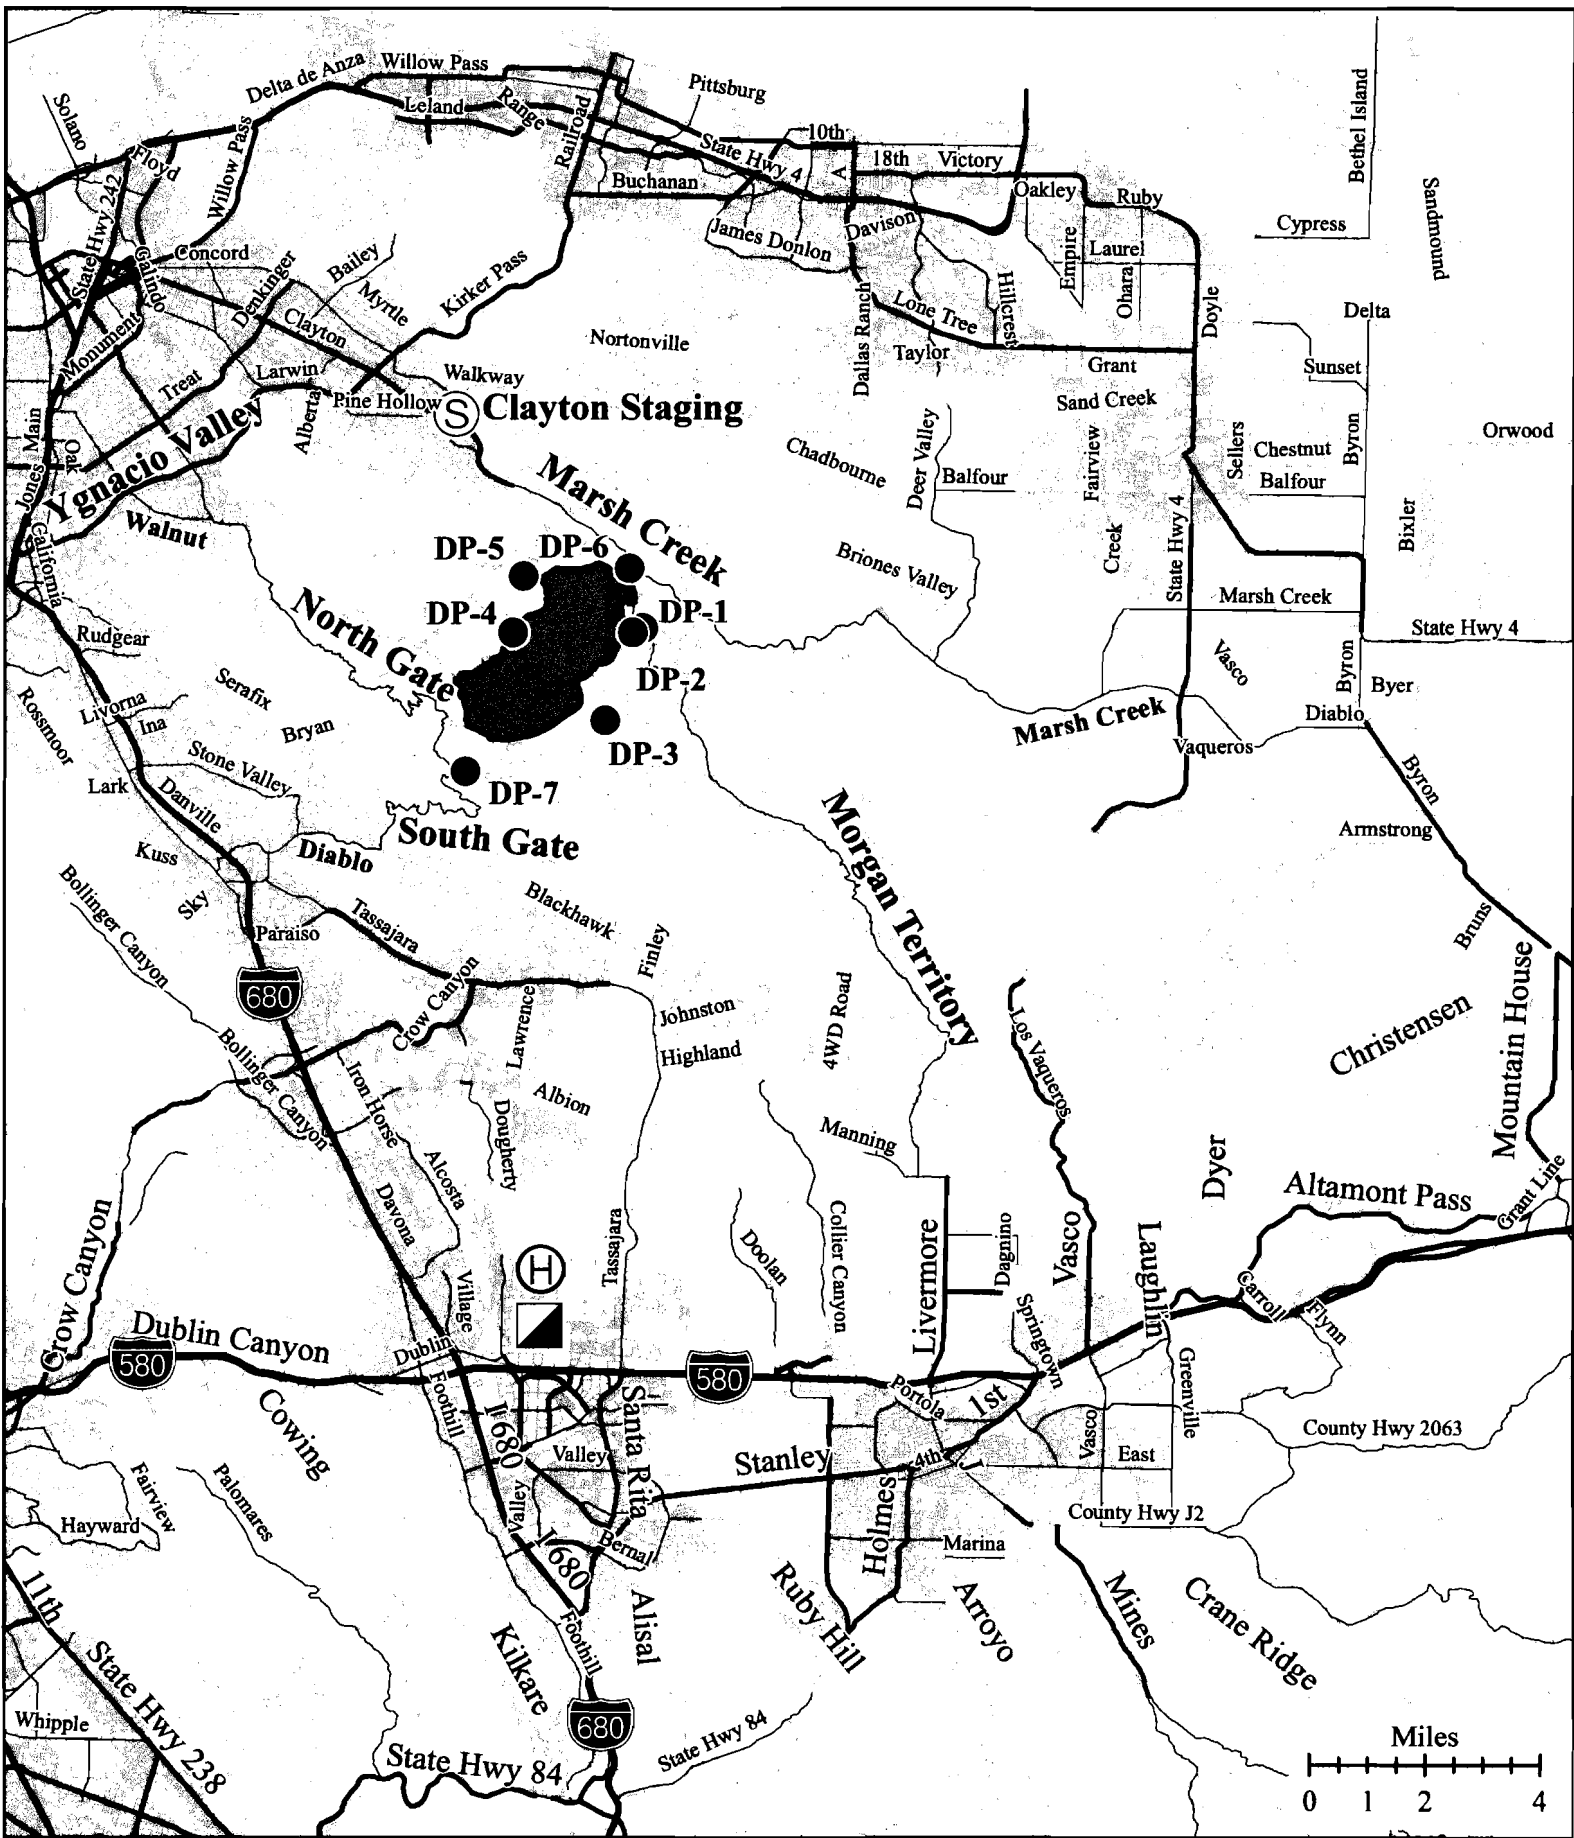 Bethel Island
Willow Pass
Delta de Anza
Pittsburg
Solano
Leland
Range
Railroad
10th
State Hwy 4
18th
Victory
A
Floyd
Willow Pass
Buchanan
Oakley
Ruby
Sandmound
State Hwy 242
Davison
Cypress
James Donlon
Galindo
Concord
Bailey
Empire
Laurel
Denkinger
Myrtle
Kirker Pass
Hillcrest
Ohara
Lone Tree
Dallas Ranch
Doyle
Delta
Monument
Clayton
Nortonville
Taylor
Grant
Sunset
Larwin
Walkway
Treat
Alberta
Pine Hollow
S
Clayton Staging
Sand Creek
Main
Oak
Jones
Ygnacio Valley
Chadbourne
Deer Valley
Balfour
Fairview
Sellers
Chestnut
Byron
Orwood
Balfour
Marsh Creek
California
Walnut
State Hwy 4
Creek
Bixler
DP-5
DP-6
Briones Valley
North Gate
DP-4
DP-1
Marsh Creek
State Hwy 4
Rudgear
DP-2
Vasco
Byron
Byer
Serafix
Livorna
Ina
Rossmoor
Bryan
Marsh Creek
Diablo
DP-3
Vaqueros
Stone Valley
Lark
DP-7
Byron
Danville
South Gate
Morgan Territory
Armstrong
Kuss
Diablo
Bollinger Canyon
Sky
Blackhawk
Tassajara
Paraiso
Finley
Bruns
680
Crow Canyon
Lawrence
Johnston
4WD Road
Los Vaqueros
Christensen
Mountain House
Highland
Bollinger Canyon
Iron Horse
Albion
Dougherty
Manning
Dyer
Alcosta
Davona
Altamont Pass
Grant Line
Crow Canyon
Tassajara
Doolan
Collier Canyon
Livermore
Dagnino
Vasco
Laughlin
H
Village
Springtown
Carroll
Flynn
Dublin Canyon
Dublin
580
580
Portola
1st
Greenville
Foothill
Cowing
I 680
Santa Rita
Valley
Stanley
4th
J
Vasco
East
County Hwy 2063
Fairview
Palomares
Valley
Holmes
County Hwy J2
Hayward
I 680
Bernal
Marina
11th
Alisal
Ruby Hill
Arroyo
Mines
Crane Ridge
Kilkare
Foothill
State Hwy 238
Whipple
680
State Hwy 84
State Hwy 84
Miles
0 1 2 4